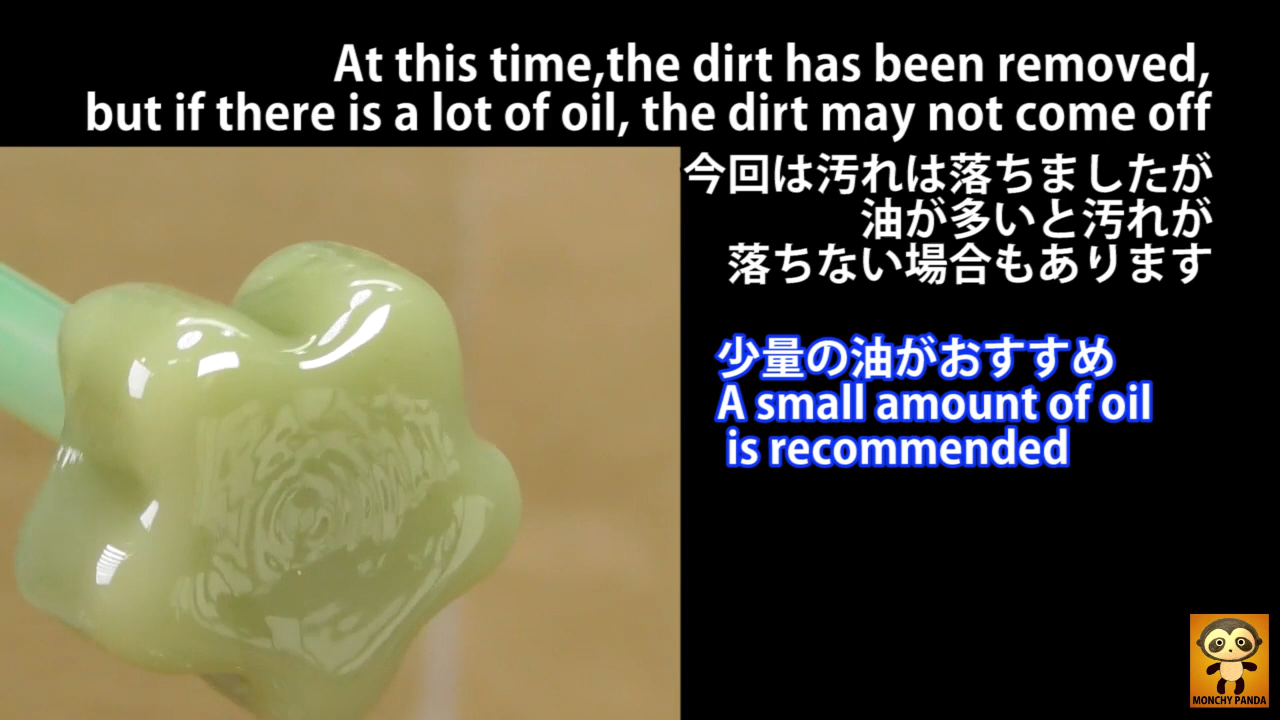 At this time,the dirt has been removed,
but if there is a lot of oil, the dirt may not come off
今回は汚れは落ちましたが
油が多いと汚れが
落ちない場合もあります
少量の油がおすすめ
A small amount of oil
is recommended
MONCHY PANDA